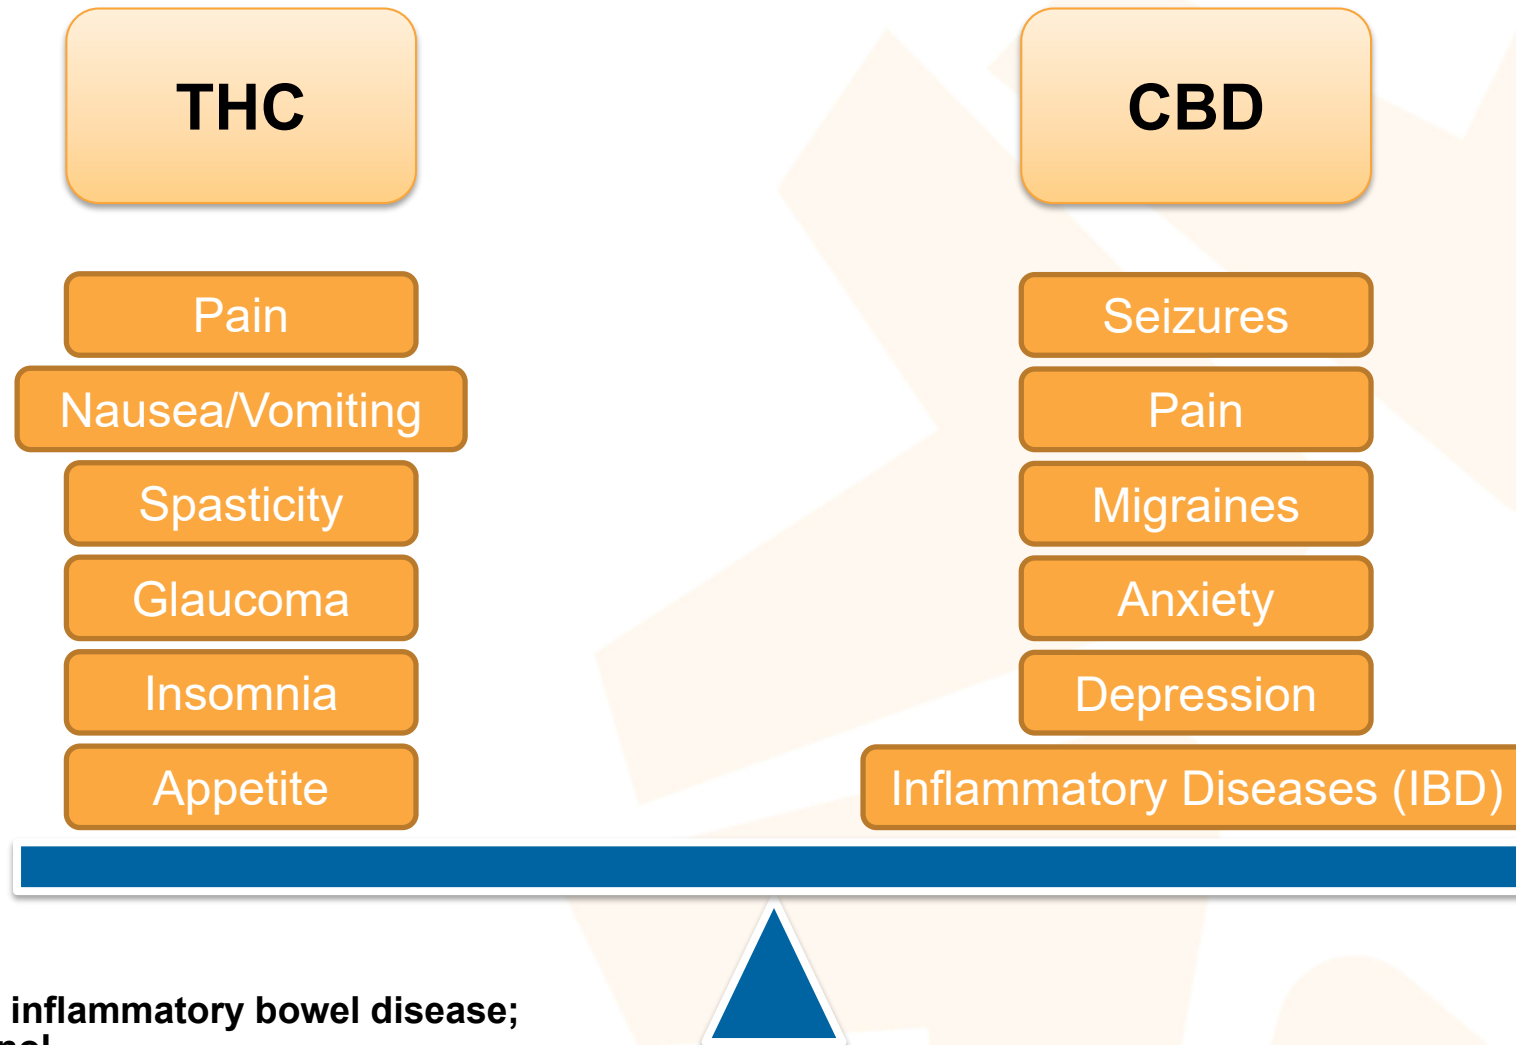 THC
Pain
Nausea/Vomiting
Spasticity
Glaucoma
Insomnia
Appetite
CBD
Seizures
Pain
Migraines
Anxiety
Depression
Inflammatory Diseases (IBD)
inflammatory bowel disease;